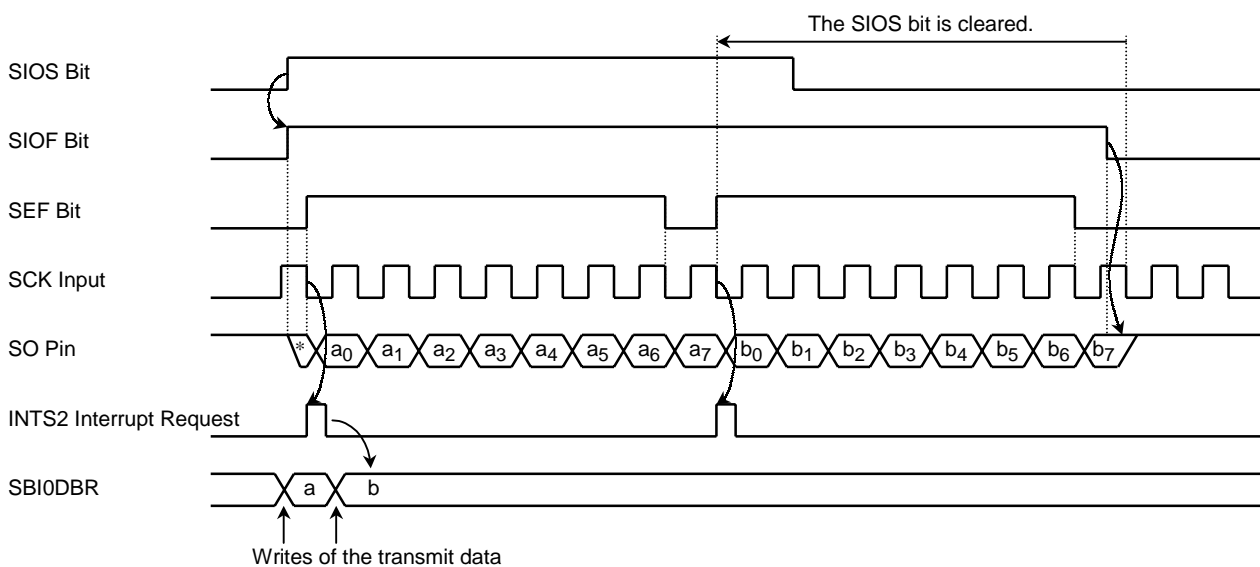 The SIOS bit is cleared.
SIOS Bit
SIOF Bit
SEF Bit
SCK Input
SO Pin
* a0 a1 a2 a3 a4 a5 a6 a7 b0 b1 b2 b3 b4 b5 b6 b7
INTS2 Interrupt Request
SBI0DBR
a b
Writes of the transmit data